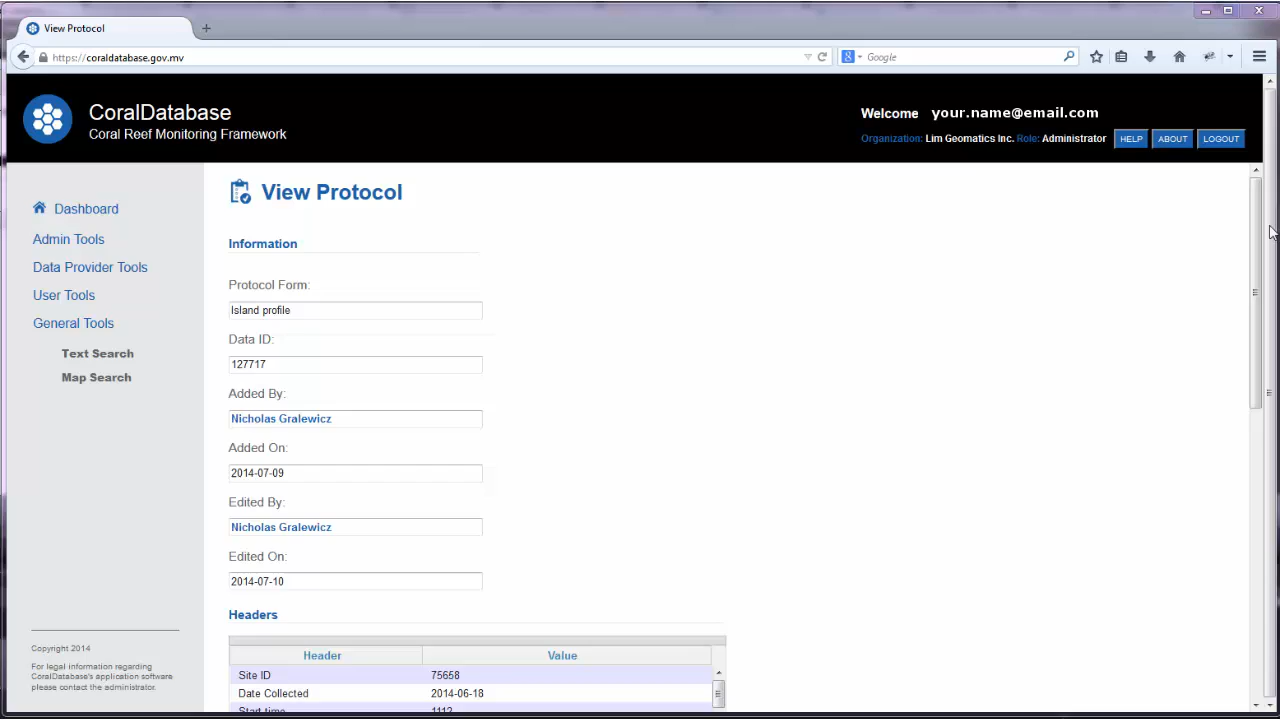 View Protocol
https://coraldatabase.gov.mv
Google
CoralDatabase
Coral Reef Monitoring Framework
Welcome your.name@email.com
Organization: Lim Geomatics Inc. Role: Administrator HELP ABOUT LOGOUT
Dashboard
Admin Tools
Data Provider Tools
User Tools
General Tools
Text Search
Map Search
Copyright 2014
For legal information regarding
CoralDatabase's application software
please contact the administrator.
View Protocol
Information
Protocol Form:
Island profile
Data ID:
127717
Added By:
Nicholas Gralewicz
Added On:
2014-07-09
Edited By:
Nicholas Gralewicz
Edited On:
2014-07-10
Headers
Header Value
Site ID 75658
Date Collected 2014-06-18
Start time 1112